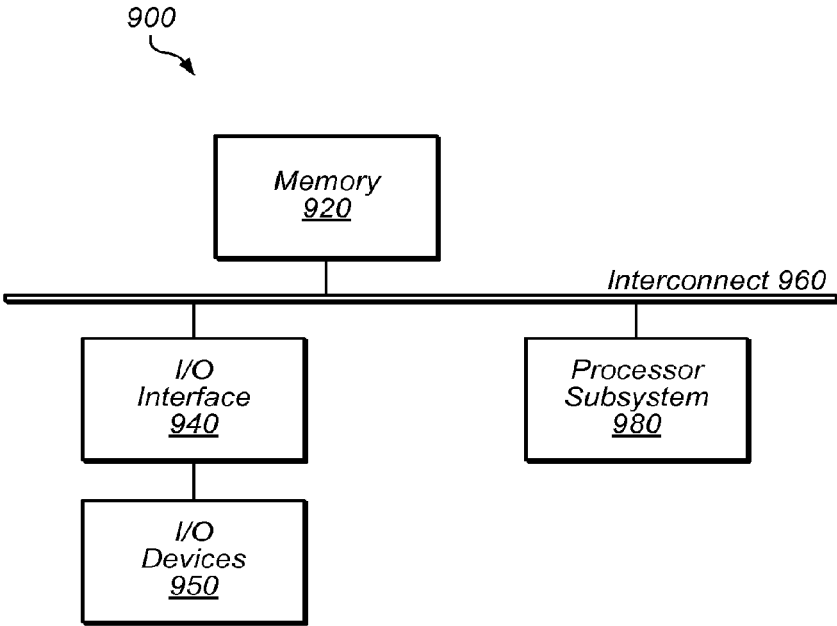 900
Memory
920
Interconnect 960
I/O
Interface
940
Processor
Subsystem
980
I/O
Devices
950